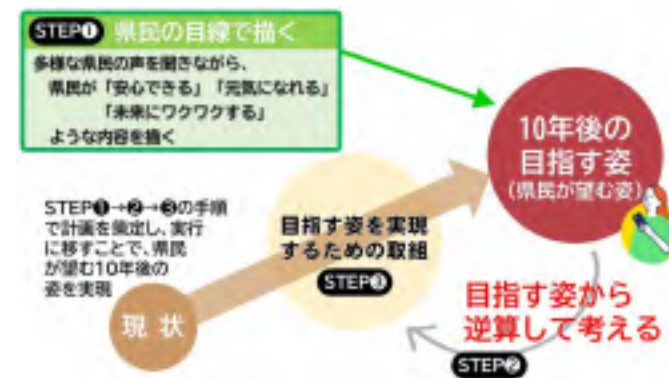 STEP❶ 県民の目線で描く
多様な県民の声を聞きながら、
県民が「安心できる」「元気になれる」
「未来にワクワクする」
ような内容を描く
10年後の
目指す姿
(県民が望む姿)
STEP❶→❷→❸の手順
で計画を策定し、実行
に移すことで、県民
が望む10年後の
姿を実現
目指す姿を実現
するための取組
STEP❸
現状
目指す姿から
逆算して考える
STEP❷